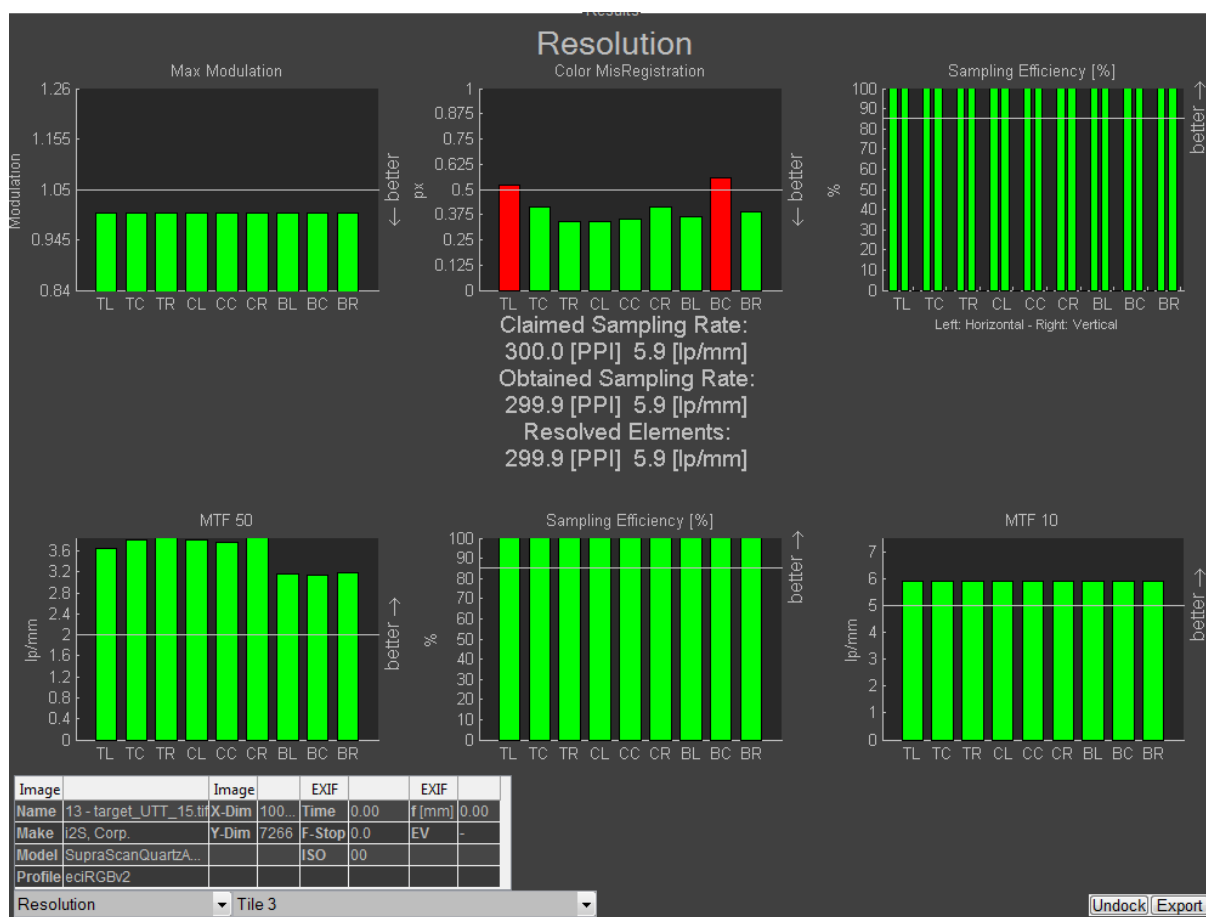 Results
Resolution
Max Modulation
1.26
1.155
1.05
0.945
0.84
Modulation
← better
TL TC TR CL CC CR BL BC BR
Color MisRegistration
1
0.875
0.75
0.625
0.5
0.375
0.25
0.125
0
px
← better
TL TC TR CL CC CR BL BC BR
Sampling Efficiency [%]
100
90
80
70
60
50
40
30
20
10
0
%
better →
TL TC TR CL CC CR BL BC BR
Left: Horizontal - Right: Vertical
Claimed Sampling Rate:
300.0 [PPI] 5.9 [lp/mm]
Obtained Sampling Rate:
299.9 [PPI] 5.9 [lp/mm]
Resolved Elements:
299.9 [PPI] 5.9 [lp/mm]
MTF 50
3.6
3.2
2.8
2.4
2
1.6
1.2
0.8
0.4
0
lp/mm
better →
TL TC TR CL CC CR BL BC BR
Sampling Efficiency [%]
100
90
80
70
60
50
40
30
20
10
0
%
better →
TL TC TR CL CC CR BL BC BR
MTF 10
7
6
5
4
3
2
1
0
lp/mm
better →
TL TC TR CL CC CR BL BC BR
Image Image EXIF EXIF
Name 13 - target_UTT_15.tif X-Dim 100... Time 0.00 f [mm] 0.00
Make i2S, Corp. Y-Dim 7266 F-Stop 0.0 EV -
Model SupraScanQuartzA... ISO 00
Profile eciRGBv2
Resolution Tile 3 Undock Export